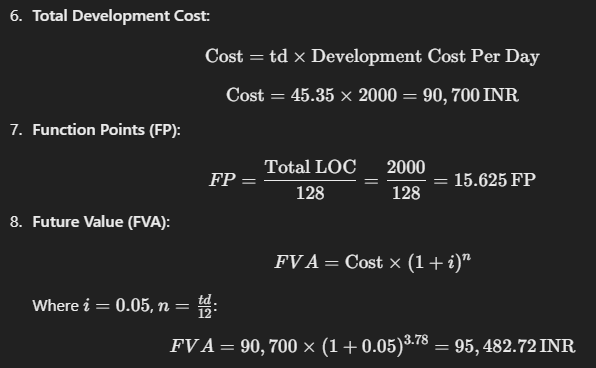 6. Total Development Cost:
Cost = td × Development Cost Per Day
Cost = 45.35 × 2000 = 90, 700 INR
7. Function Points (FP):
FP = Total LOC / 128 = 2000 / 128 = 15.625 FP
8. Future Value (FVA):
FVA = Cost × (1 + i)^n
Where i = 0.05, n = td/12:
FVA = 90, 700 × (1 + 0.05)^3.78 = 95, 482.72 INR